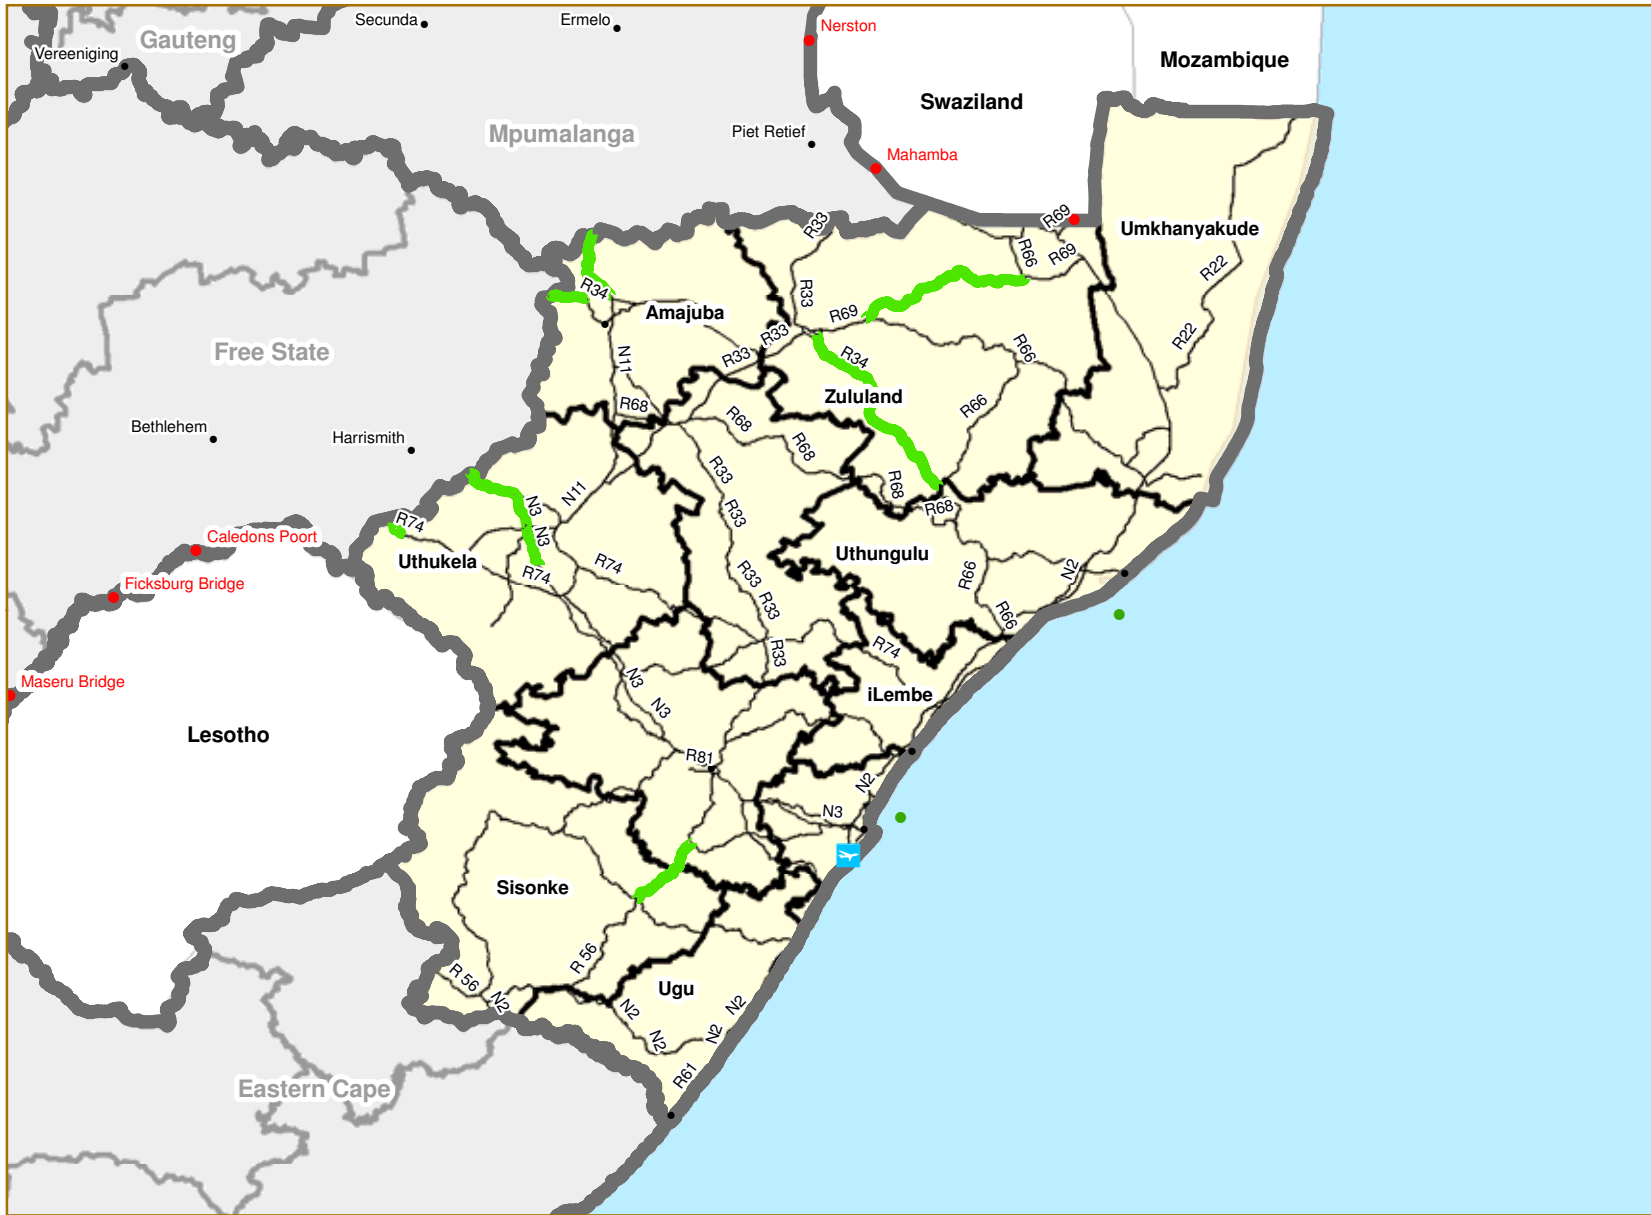 Secunda
Ermelo
Nerston
Gauteng
Vereeniging
Mozambique
Swaziland
Mpumalanga
Piet Retief
Mahamba
R69
R33
Umkhanyakude
R66
R69
R22
R34
R33
Amajuba
R69
R33
R22
Free State
N11
R33
R34
R66
Zululand
R68
R66
R68
Bethlehem
Harrismith
R68
R33
R68
N11
N3
R33
R68
R74
N3
Caledons Poort
Uthukela
R74
R74
Uthungulu
R33
R66
N2
Ficksburg Bridge
R33
R66
R33
R74
Maseru Bridge
N3
iLembe
N3
Lesotho
R81
N2
N3
Sisonke
R 56
R 56
Ugu
N2
N2
N2
N2
N2
R61
Eastern Cape